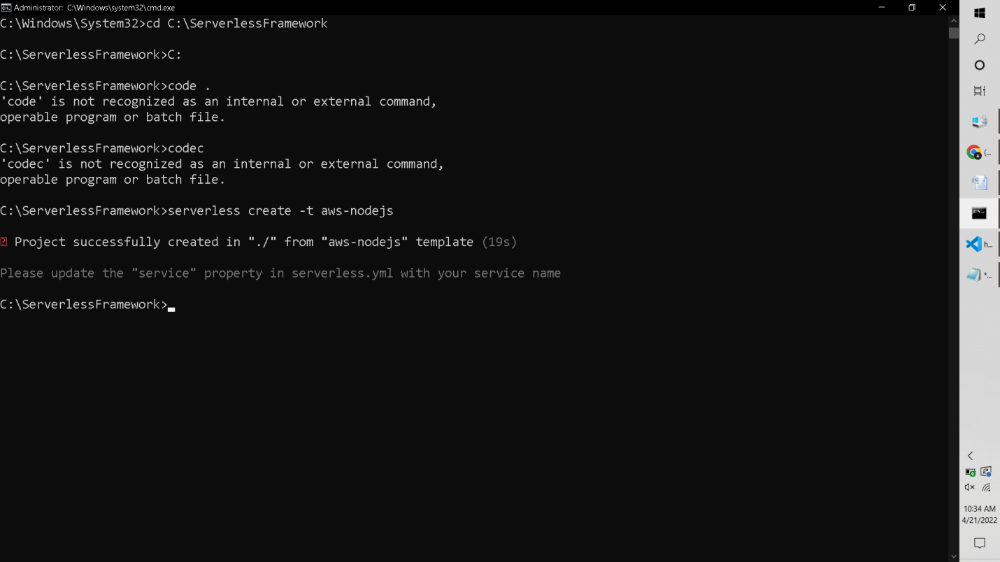 Administrator: C:\Windows\system32\cmd.exe
C:\Windows\System32>cd C:\ServerlessFramework
C:\ServerlessFramework>C:
C:\ServerlessFramework>code .
'code' is not recognized as an internal or external command,
operable program or batch file.
C:\ServerlessFramework>codec
'codec' is not recognized as an internal or external command,
operable program or batch file.
C:\ServerlessFramework>serverless create -t aws-nodejs
Project successfully created in "./" from "aws-nodejs" template (19s)
Please update the "service" property in serverless.yml with your service name
C:\ServerlessFramework>
(...
h...
*...
10:34 AM
4/21/2022